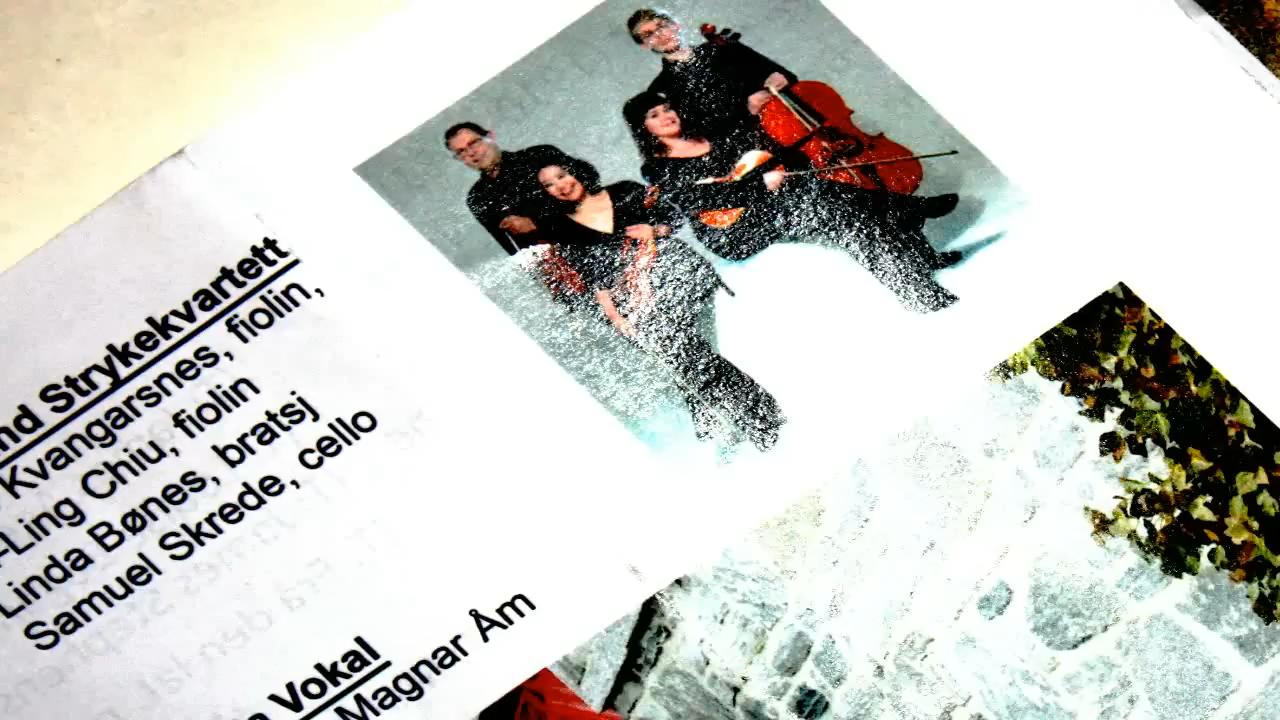 nd Strykekvartett
Kvangarsnes, fiolin,
-Ling Chiu, fiolin
Linda Bønes, bratsj
Samuel Skrede, cello
Vokal
Magnar Åm